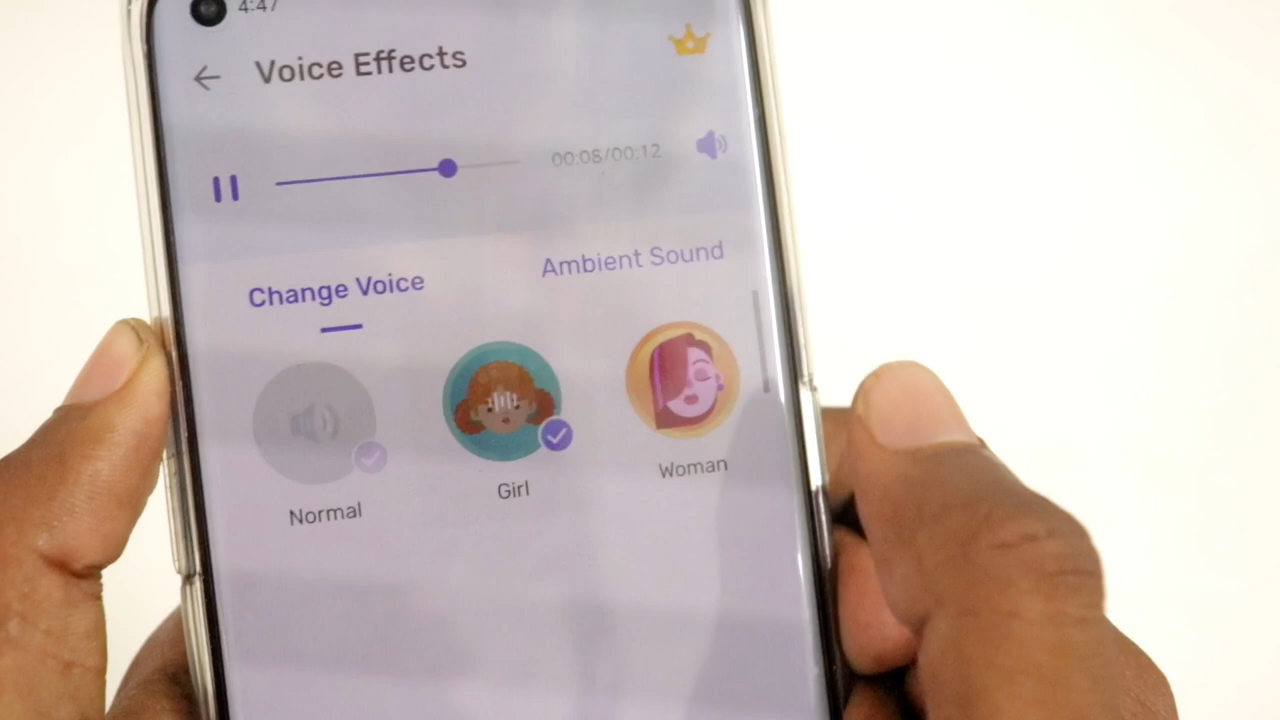 4:47
Voice Effects
00:08/00:12
Change Voice
Ambient Sound
Normal
Girl
Woman